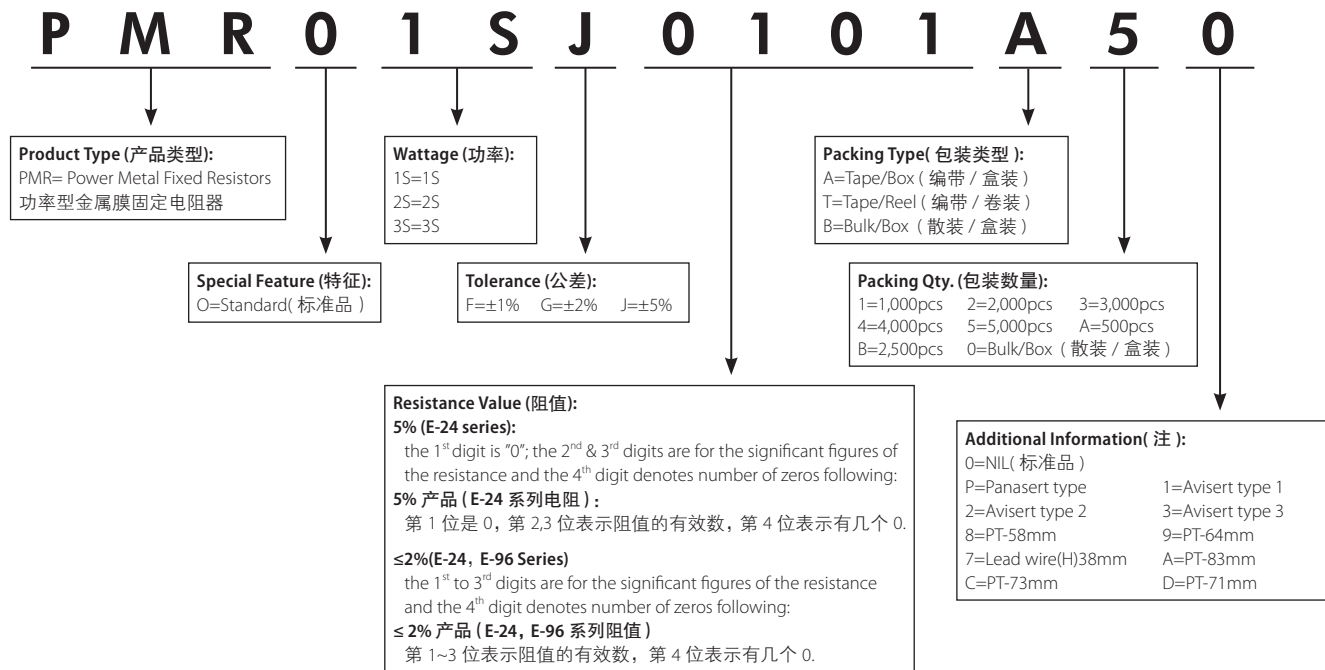 P M R 0 1 S J 0 1 0 1 A 5 0
Product Type (产品类型):
PMR= Power Metal Fixed Resistors
功率型金属膜固定电阻器
Wattage (功率):
1S=1S
2S=2S
3S=3S
Packing Type( 包装类型 ):
A=Tape/Box ( 编带 / 盒装 )
T=Tape/Reel ( 编带 / 卷装 )
B=Bulk/Box ( 散装 / 盒装 )
Special Feature (特征):
O=Standard( 标准品 )
Tolerance (公差):
F=±1% G=±2% J=±5%
Packing Qty. (包装数量):
1=1,000pcs 2=2,000pcs 3=3,000pcs
4=4,000pcs 5=5,000pcs A=500pcs
B=2,500pcs 0=Bulk/Box ( 散装 / 盒装 )
Resistance Value (阻值):
5% (E-24 series):
the 1st digit is "0"; the 2nd & 3rd digits are for the significant figures of
the resistance and the 4th digit denotes number of zeros following:
5% 产品 ( E-24 系列电阻 ) :
第 1 位是 0, 第 2,3 位表示阻值的有效数, 第 4 位表示有几个 0.
≤2%(E-24, E-96 Series)
the 1st to 3rd digits are for the significant figures of the resistance
and the 4th digit denotes number of zeros following:
≤ 2% 产品 ( E-24, E-96 系列阻值 )
第 1~3 位表示阻值的有效数, 第 4 位表示有几个 0.
Additional Information( 注 ):
0=NIL( 标准品 )
P=Panasert type 1=Avisert type 1
2=Avisert type 2 3=Avisert type 3
8=PT-58mm 9=PT-64mm
7=Lead wire(H)38mm A=PT-83mm
C=PT-73mm D=PT-71mm